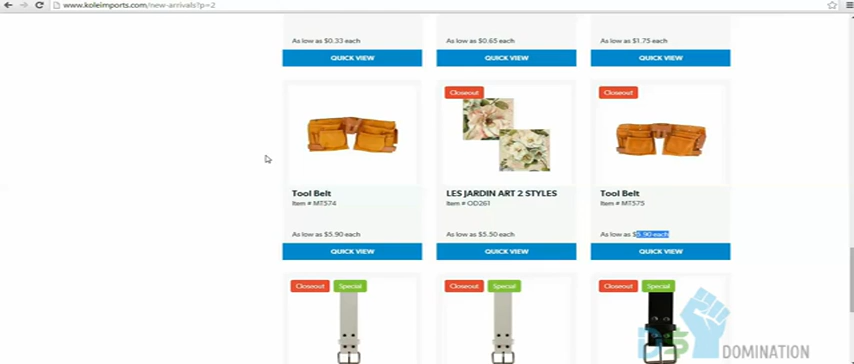 www.koleimports.com/new-arrivals?p=2
As low as $0.33 each
As low as $0.65 each
As low as $1.75 each
QUICK VIEW
QUICK VIEW
QUICK VIEW
Closeout
Closeout
Tool Belt
LES JARDIN ART 2 STYLES
Tool Belt
Item # MT574
Item # OD261
Item # MT575
As low as $5.90 each
As low as $5.50 each
As low as $5.90 each
QUICK VIEW
QUICK VIEW
QUICK VIEW
Closeout
Special
Closeout
Special
Closeout
Special
DS
DOMINATION